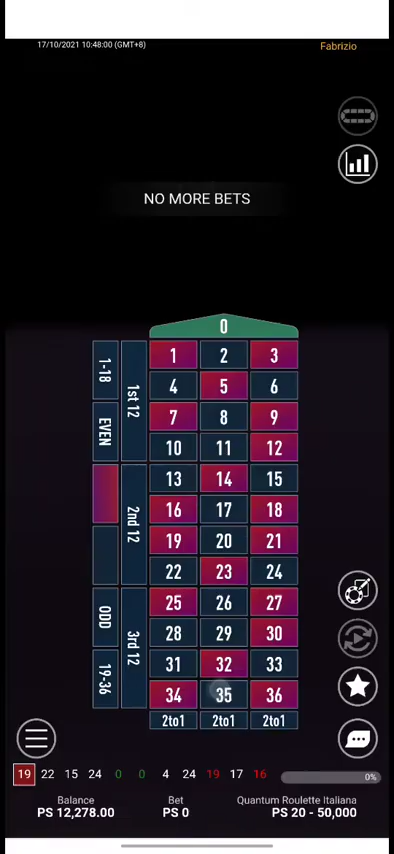 17/10/2021 10:48:00 (GMT+8)
Fabrizio
NO MORE BETS
0
1 2 3
4 5 6
7 8 9
10 11 12
13 14 15
16 17 18
19 20 21
22 23 24
25 26 27
28 29 30
31 32 33
34 35 36
2to1 2to1 2to1
1st 12
2nd 12
3rd 12
1-18
EVEN
ODD
19-36
19 22 15 24 0 0 4 24 19 17 16
0%
Balance
PS 12,278.00
Bet
PS 0
Quantum Roulette Italiana
PS 20 - 50,000